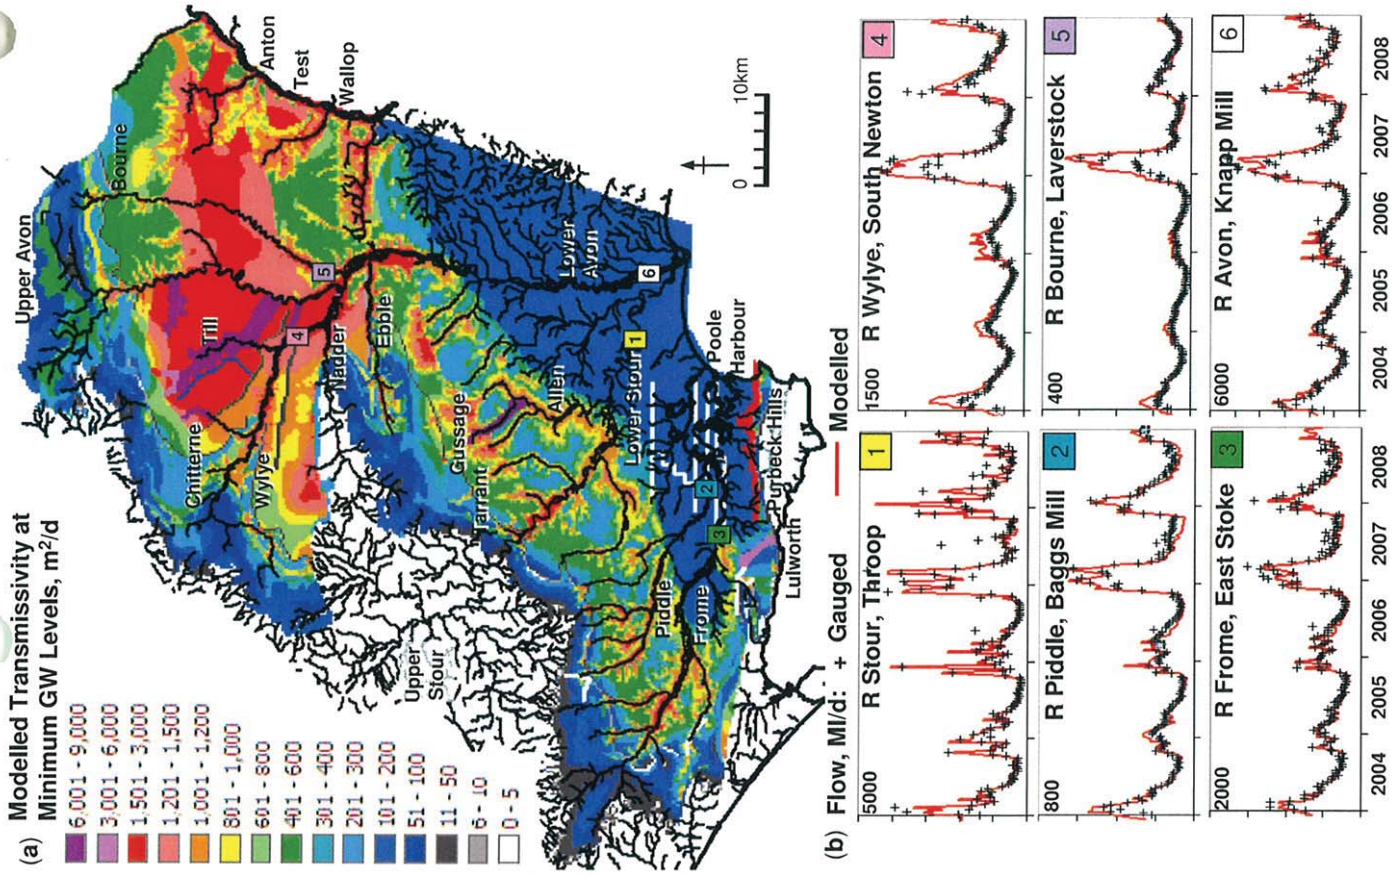 (a) Modelled Transmissivity at
Minimum GW Levels, m²/d
6,001 - 9,000
3,001 - 6,000
1,501 - 3,000
1,201 - 1,500
1,001 - 1,200
801 - 1,000
601 - 800
401 - 600
301 - 400
201 - 300
101 - 200
51 - 100
11 - 50
6 - 10
0 - 5
Upper Avon
Bourne
Anton
Test
Wallop
Till
Chitterne
Wylye
4
5
Nadder
Ebble
Upper
Stour
Gussage
Tarrant
Allen
Lower
Avon
Lower Stour
1
6
Piddle
Frome
2
3
Poole
Harbour
Purbeck Hills
Lulworth
0 10km
(b) Flow, Ml/d: + Gauged — Modelled
5000 R Stour, Throop 1
1500 R Wylye, South Newton 4
800 R Piddle, Baggs Mill 2
400 R Bourne, Laverstock 5
2000 R Frome, East Stoke 3
6000 R Avon, Knapp Mill 6
2004 2005 2006 2007 2008
2004 2005 2006 2007 2008